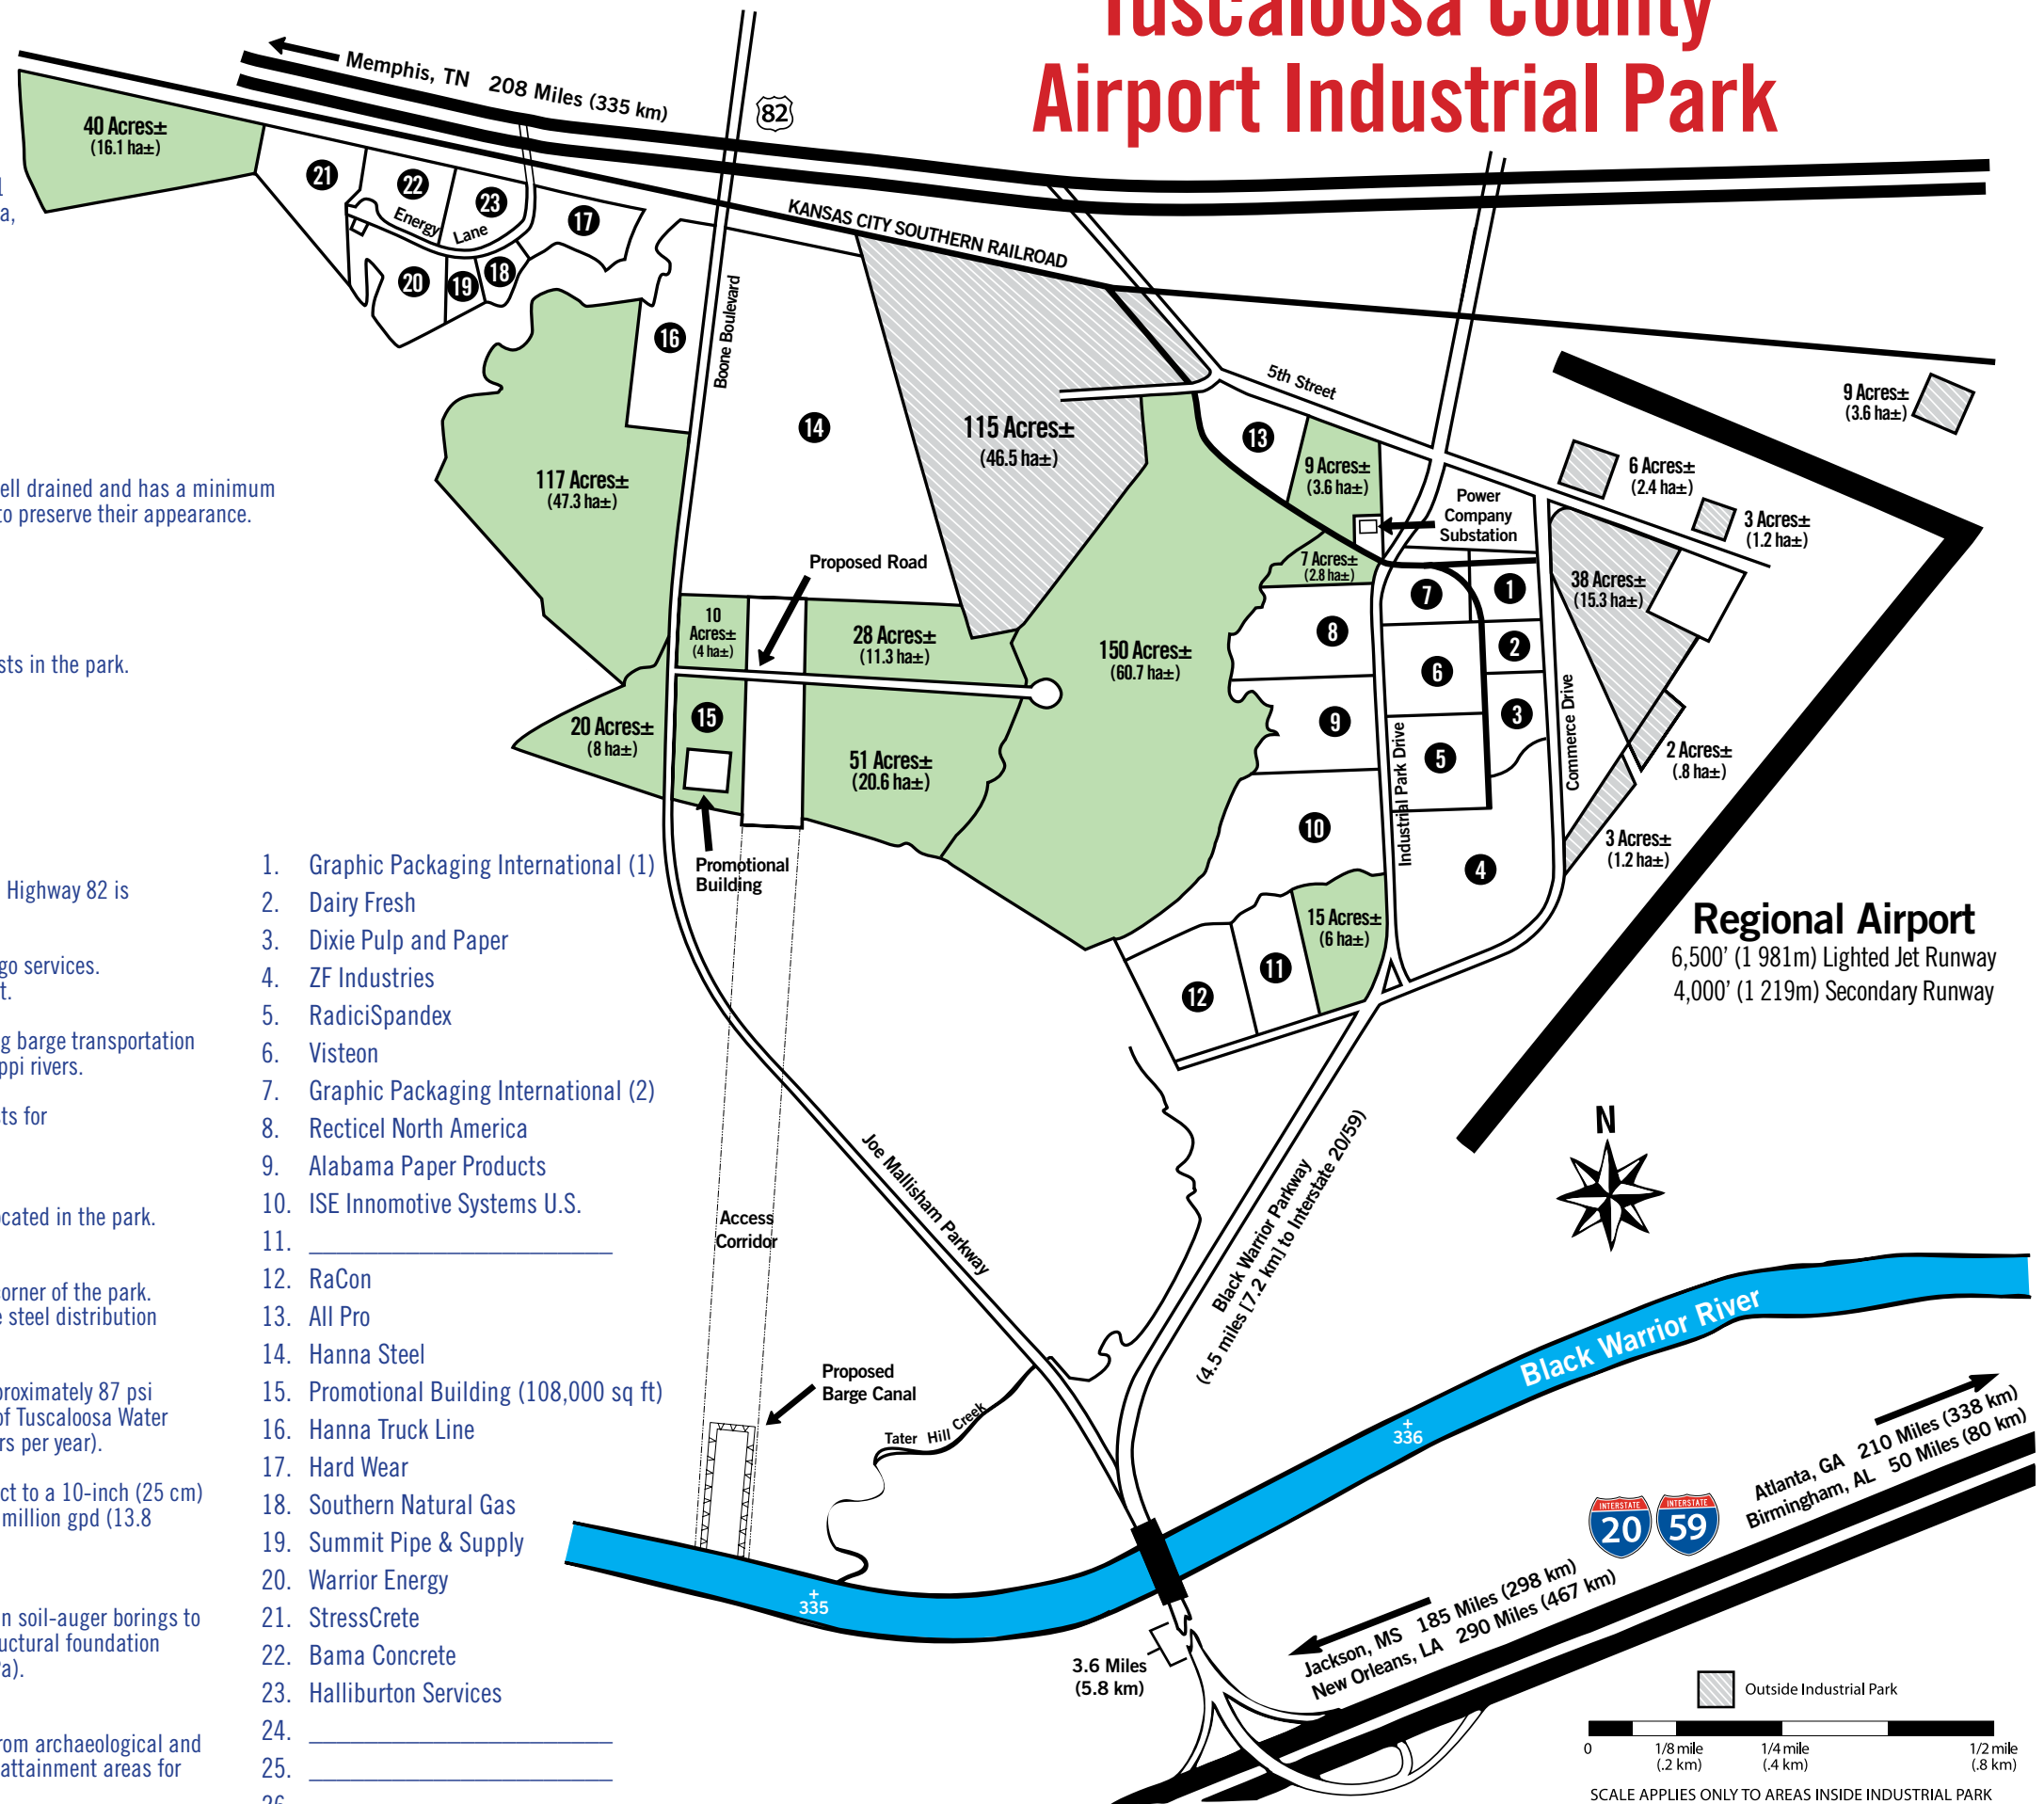 Tuscaloosa County
Airport Industrial Park
Memphis, TN 208 Miles (335 km)
82
40 Acres±
(16.1 ha±)
21
22
23
17
Energy Lane
20
19
18
16
KANSAS CITY SOUTHERN RAILROAD
Boone Boulevard
14
115 Acres±
(46.5 ha±)
117 Acres±
(47.3 ha±)
5th Street
13
9 Acres±
(3.6 ha±)
Power
Company
Substation
9 Acres±
(3.6 ha±)
6 Acres±
(2.4 ha±)
3 Acres±
(1.2 ha±)
38 Acres±
(15.3 ha±)
7 Acres±
(2.8 ha±)
7
1
8
2
6
3
9
5
10
4
Proposed Road
10
Acres±
(4 ha±)
28 Acres±
(11.3 ha±)
150 Acres±
(60.7 ha±)
20 Acres±
(8 ha±)
15
51 Acres±
(20.6 ha±)
Industrial Park Drive
Commerce Drive
2 Acres±
(.8 ha±)
3 Acres±
(1.2 ha±)
Promotional
Building
15 Acres±
(6 ha±)
11
12
Regional Airport
6,500' (1 981m) Lighted Jet Runway
4,000' (1 219m) Secondary Runway
N
Joe Mallisham Parkway
Black Warrior Parkway
(4.5 miles [7.2 km] to Interstate 20/59)
Access
Corridor
Proposed
Barge Canal
Tater Hill Creek
Black Warrior River
+
336
+
335
3.6 Miles
(5.8 km)
Atlanta, GA 210 Miles (338 km)
Birmingham, AL 50 Miles (80 km)
INTERSTATE
20
INTERSTATE
59
Jackson, MS 185 Miles (298 km)
New Orleans, LA 290 Miles (467 km)
Outside Industrial Park
0 1/8 mile 1/4 mile 1/2 mile
(.2 km) (.4 km) (.8 km)
SCALE APPLIES ONLY TO AREAS INSIDE INDUSTRIAL PARK
1. Graphic Packaging International (1)
2. Dairy Fresh
3. Dixie Pulp and Paper
4. ZF Industries
5. RadiciSpandex
6. Visteon
7. Graphic Packaging International (2)
8. Recticel North America
9. Alabama Paper Products
10. ISE Innomotive Systems U.S.
11.
12. RaCon
13. All Pro
14. Hanna Steel
15. Promotional Building (108,000 sq ft)
16. Hanna Truck Line
17. Hard Wear
18. Southern Natural Gas
19. Summit Pipe & Supply
20. Warrior Energy
21. StressCrete
22. Bama Concrete
23. Halliburton Services
24.
25.
a,
ell drained and has a minimum
to preserve their appearance.
sts in the park.
Highway 82 is
go services.
t.
g barge transportation
ppi rivers.
sts for
ocated in the park.
corner of the park.
e steel distribution
proximately 87 psi
of Tuscaloosa Water
rs per year).
ct to a 10-inch (25 cm)
million gpd (13.8
n soil-auger borings to
uctural foundation
Pa).
rom archaeological and
attainment areas for